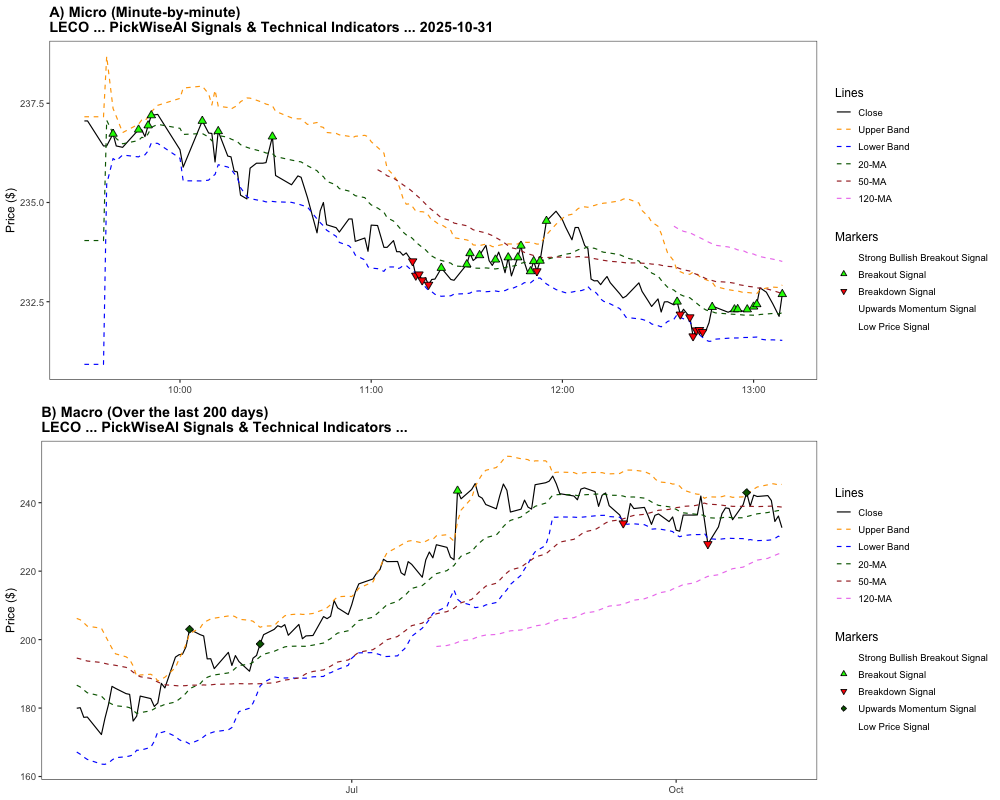 A) Micro (Minute-by-minute)
LECO ... PickWiseAI Signals & Technical Indicators ... 2025-10-31
Price ($)
237.5
235.0
232.5
10:00
11:00
12:00
13:00
Lines
Close
Upper Band
Lower Band
20-MA
50-MA
120-MA
Markers
Strong Bullish Breakout Signal
Breakout Signal
Breakdown Signal
Upwards Momentum Signal
Low Price Signal
B) Macro (Over the last 200 days)
LECO ... PickWiseAI Signals & Technical Indicators ...
Price ($)
240
220
200
180
160
Jul
Oct
Lines
Close
Upper Band
Lower Band
20-MA
50-MA
120-MA
Markers
Strong Bullish Breakout Signal
Breakout Signal
Breakdown Signal
Upwards Momentum Signal
Low Price Signal